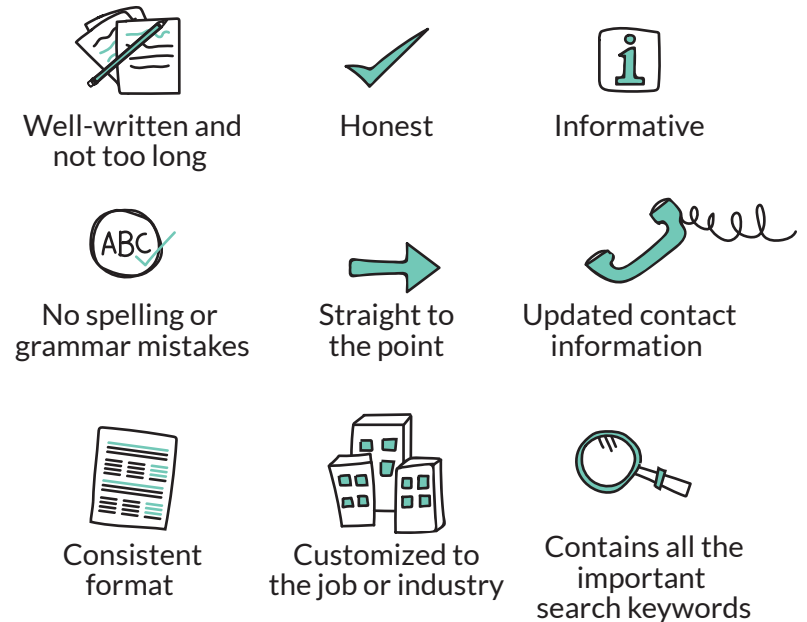 Well-written and
not too long
Honest
Informative
ABC
No spelling or
grammar mistakes
Straight to
the point
Updated contact
information
Consistent
format
Customized to
the job or industry
Contains all the
important
search keywords